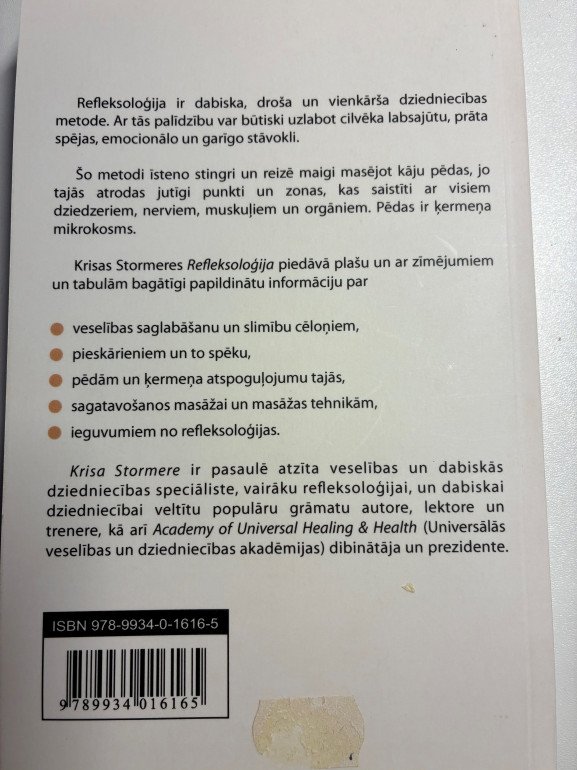 Refleksoloģija ir dabiska, droša un vienkārša dziedniecības
metode. Ar tās palīdzību var būtiski uzlabot cilvēka labsajūtu, prāta
spējas, emocionālo un garīgo stāvokli.
Šo metodi īsteno stingri un reizē maigi masējot kāju pēdas, jo
tajās atrodas jutīgi punkti un zonas, kas saistīti ar visiem
dziedzeriem, nerviem, muskuļiem un orgāniem. Pēdas ir ķermeņa
mikrokosms.
Krisas Stormeres Refleksoloģija piedāvā plašu un ar zīmējumiem
un tabulām bagātīgi papildinātu informāciju par
veselības saglabāšanu un slimību cēloņiem,
pieskārieniem un to spēku,
pēdām un ķermeņa atspoguļojumu tajās,
sagatavošanos masāžai un masāžas tehnikām,
ieguvumiem no refleksoloģijas.
Krisa Stormere ir pasaulē atzīta veselības un dabiskās
dziedniecības speciāliste, vairāku refleksoloģijai, un dabiskai
dziedniecībai veltītu populāru grāmatu autore, lektore un
trenere, kā arī Academy of Universal Healing & Health (Universālās
veselības un dziedniecības akadēmijas) dibinātāja un prezidente.
ISBN 978-9934-0-1616-5
9 789934 016165